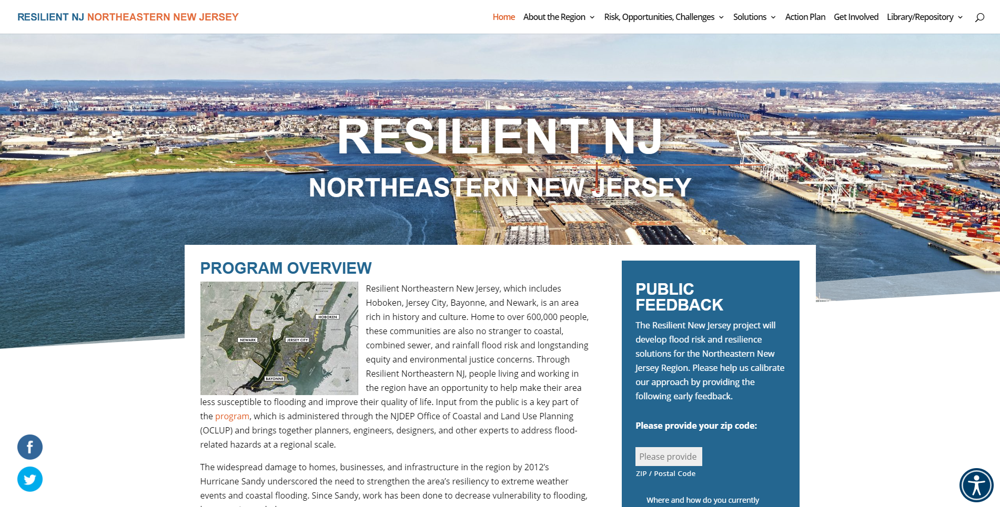 RESILIENT NJ NORTHEASTERN NEW JERSEY
Home About the Region Risk, Opportunities, Challenges Solutions Action Plan Get Involved Library/Repository
RESILIENT NJ
NORTHEASTERN NEW JERSEY
PROGRAM OVERVIEW
HOBOKEN
NEWARK
JERSEY CITY
BAYONNE
Resilient Northeastern New Jersey, which includes
Hoboken, Jersey City, Bayonne, and Newark, is an area
rich in history and culture. Home to over 600,000 people,
these communities are also no stranger to coastal,
combined sewer, and rainfall flood risk and longstanding
equity and environmental justice concerns. Through
Resilient Northeastern NJ, people living and working in
the region have an opportunity to help make their area
less susceptible to flooding and improve their quality of life. Input from the public is a key part of
the program, which is administered through the NJDEP Office of Coastal and Land Use Planning
(OCLUP) and brings together planners, engineers, designers, and other experts to address flood-
related hazards at a regional scale.
The widespread damage to homes, businesses, and infrastructure in the region by 2012’s
Hurricane Sandy underscored the need to strengthen the area’s resiliency to extreme weather
events and coastal flooding. Since Sandy, work has been done to decrease vulnerability to flooding,
PUBLIC
FEEDBACK
The Resilient New Jersey project will
develop flood risk and resilience
solutions for the Northeastern New
Jersey Region. Please help us calibrate
our approach by providing the
following early feedback.
Please provide your zip code:
Please provide
ZIP / Postal Code
Where and how do you currently